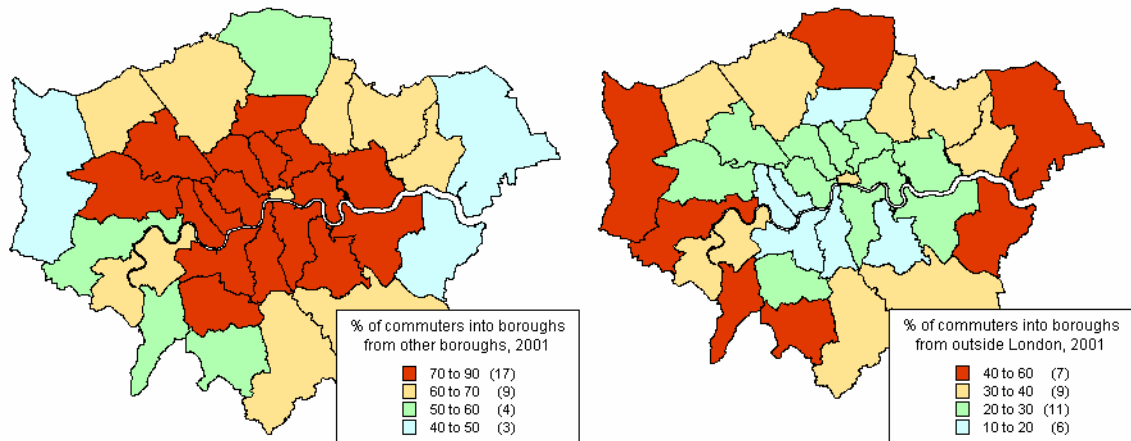 % of commuters into boroughs
from other boroughs, 2001
70 to 90 (17)
60 to 70 (9)
50 to 60 (4)
40 to 50 (3)
% of commuters into boroughs
from outside London, 2001
40 to 60 (7)
30 to 40 (9)
20 to 30 (11)
10 to 20 (6)